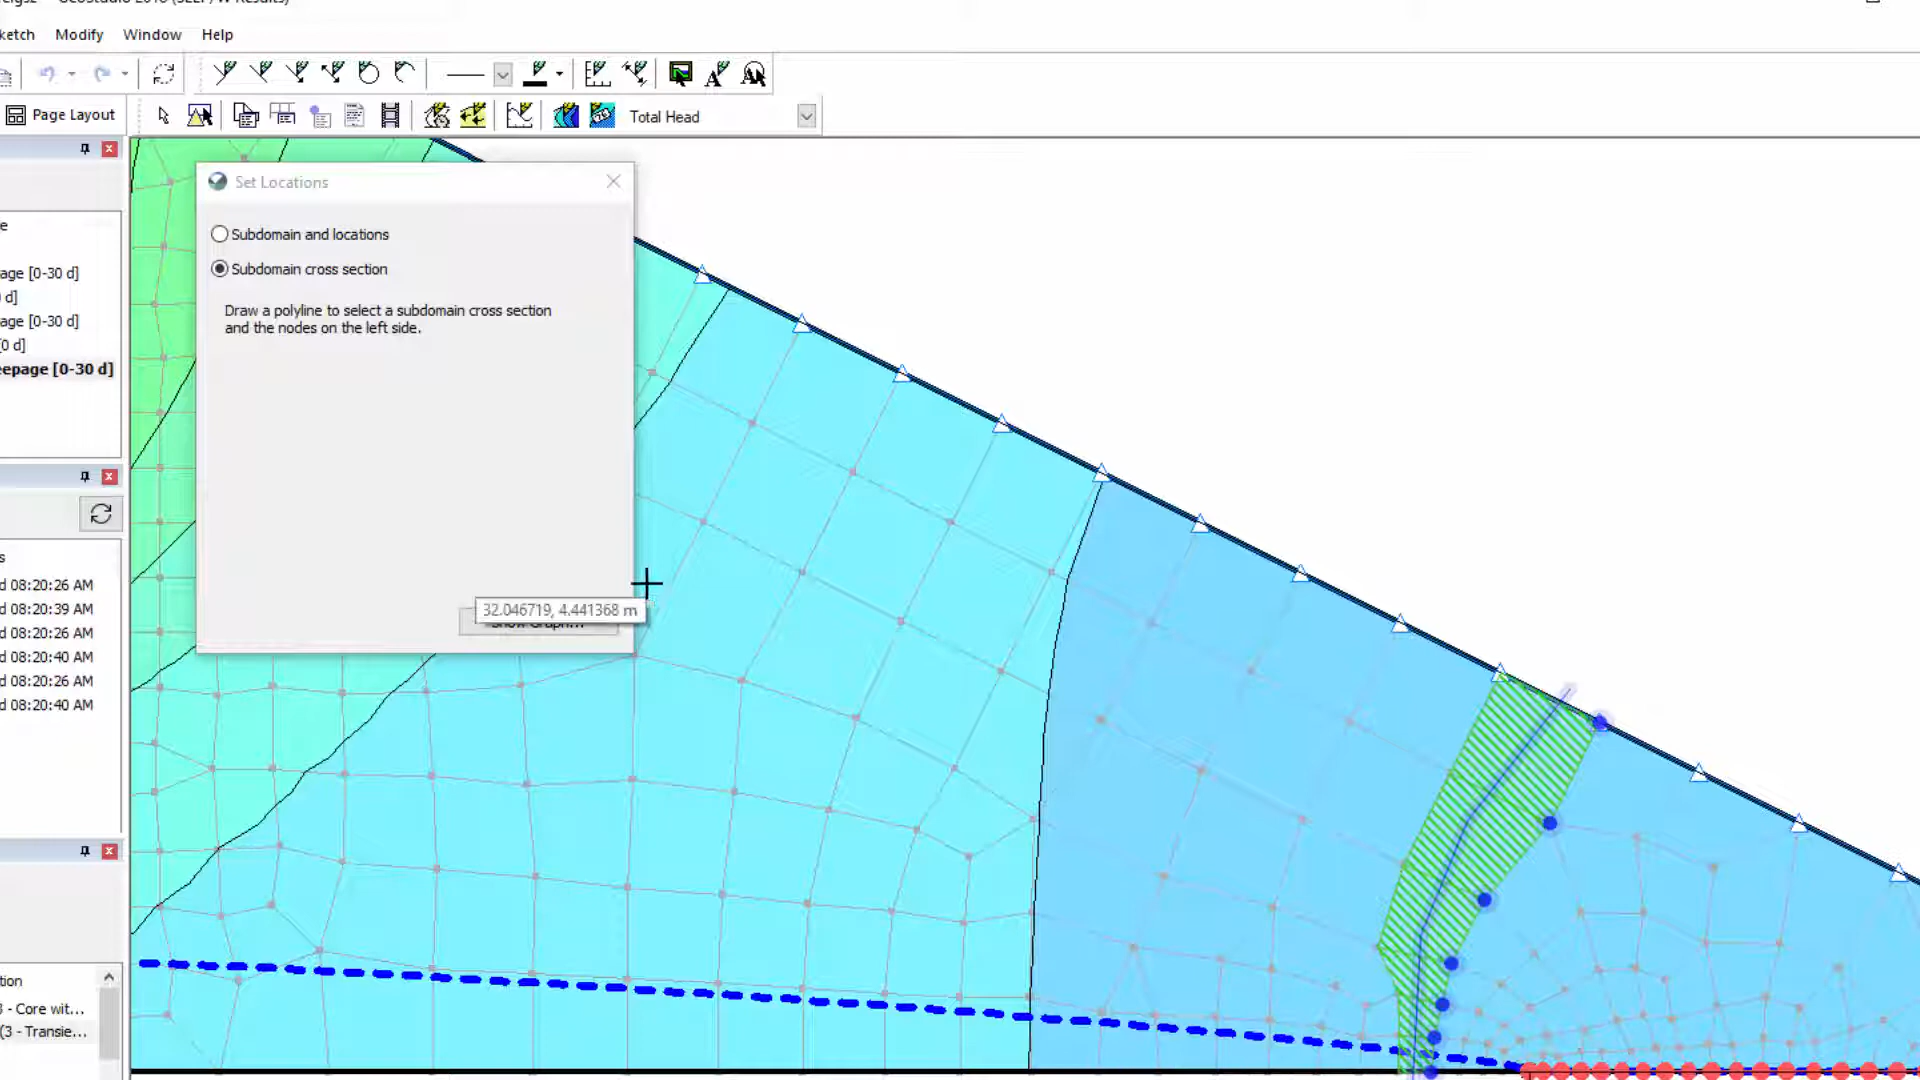 ketch Modify Window Help
Page Layout
Total Head
Set Locations
Subdomain and locations
Subdomain cross section
Draw a polyline to select a subdomain cross section
and the nodes on the left side.
32.046719, 4.441368 m
e
age [0-30 d]
d]
age [0-30 d]
[0 d]
eepage [0-30 d]
s
d 08:20:26 AM
d 08:20:39 AM
d 08:20:26 AM
d 08:20:40 AM
d 08:20:26 AM
d 08:20:40 AM
tion
3 - Core wit...
(3 - Transie...